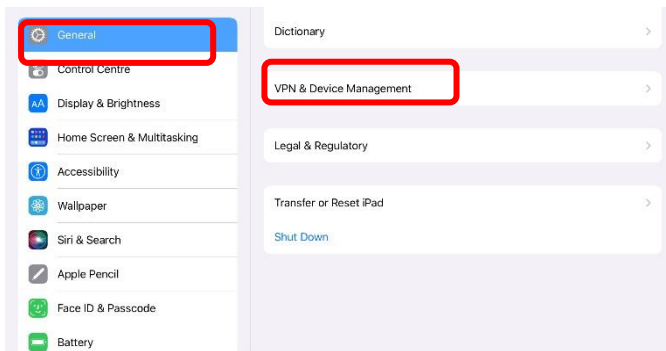 General
Control Centre
AA Display & Brightness
Home Screen & Multitasking
Accessibility
Wallpaper
Siri & Search
Apple Pencil
Face ID & Passcode
Battery
Dictionary
VPN & Device Management
Legal & Regulatory
Transfer or Reset iPad
Shut Down